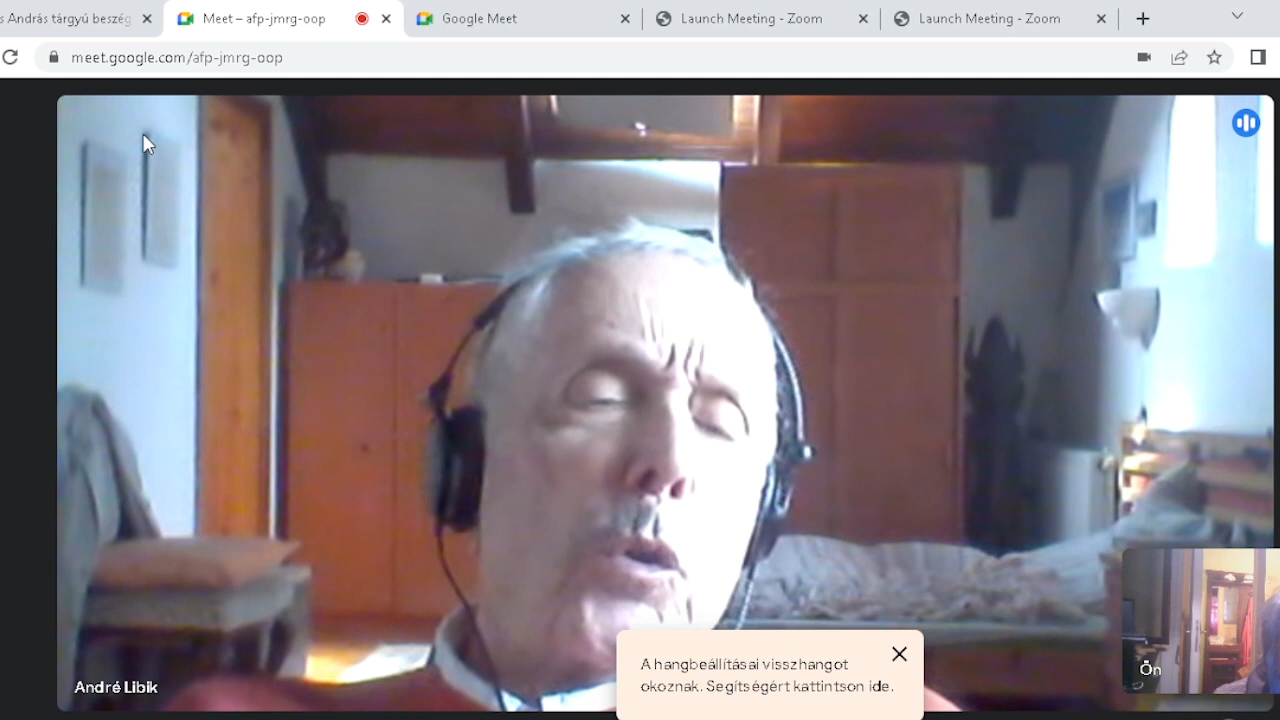 s András tárgyú beszég
Meet – afp-jmrg-oop
Google Meet
Launch Meeting - Zoom
Launch Meeting - Zoom
meet.google.com/afp-jmrg-oop
André Libik
A hangbeállításai visszhangot
okoznak. Segítségért kattintson ide.
Ön